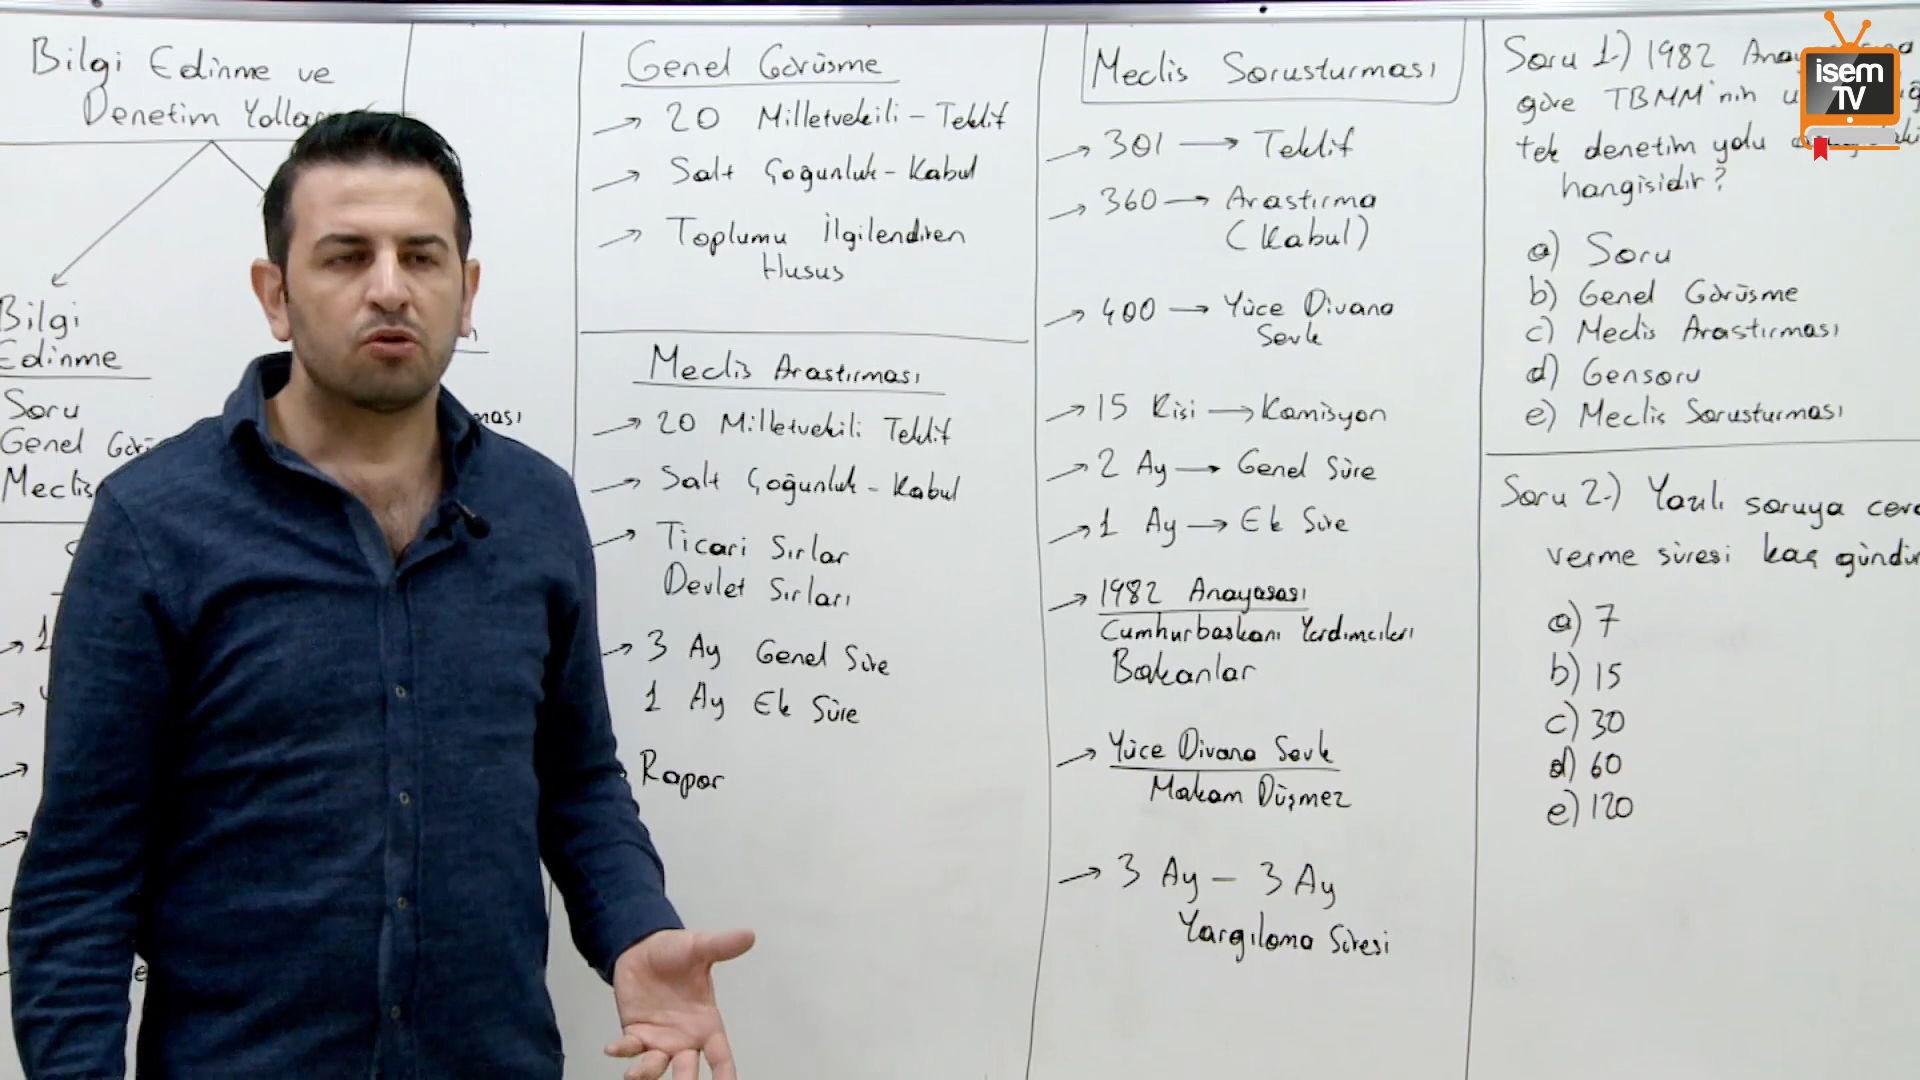 Bilgi Edinme ve
Denetim Yolları
Bilgi
Edinme
Soru
Genel
Meclis
Genel Görüşme
→ 20 Milletvekili - Teklif
→ Salt Çoğunluk - Kabul
→ Toplumu İlgilendiren
Husus
Meclis Araştırması
→ 20 Milletvekili Teklif
→ Salt Çoğunluk - Kabul
→ Ticari Sırlar
Devlet Sırları
→ 3 Ay Genel Süre
1 Ay Ek Süre
Rapor
Meclis Soruşturması
→ 301 → Teklif
→ 360 → Araştırma
(Kabul)
→ 400 → Yüce Divana
Sevk
→ 15 Kişi → Komisyon
→ 2 Ay → Genel Süre
→ 1 Ay → Ek Süre
→ 1982 Anayasası
Cumhurbaşkanı Yardımcıları
Bakanlar
→ Yüce Divana Sevk
Makam Düşmez
→ 3 Ay - 3 Ay
Yargılama Süresi
Soru 1.) 1982
göre TBMM'nin
tek denetim yolu
hangisidir?
a) Soru
b) Genel Görüşme
c) Meclis Araştırması
d) Gensoru
e) Meclis Soruşturması
Soru 2.) Yazılı soruya
verme süresi kaç gündür
a) 7
b) 15
c) 30
d) 60
e) 120
isem
TV